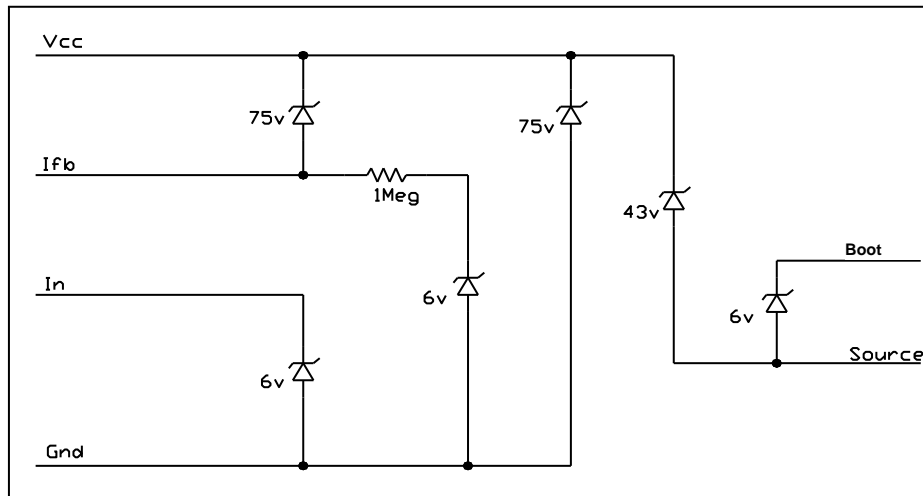 Vcc
75v
75v
Ifb
1Meg
43v
Boot
In
6v
6v
Source
6v
Gnd